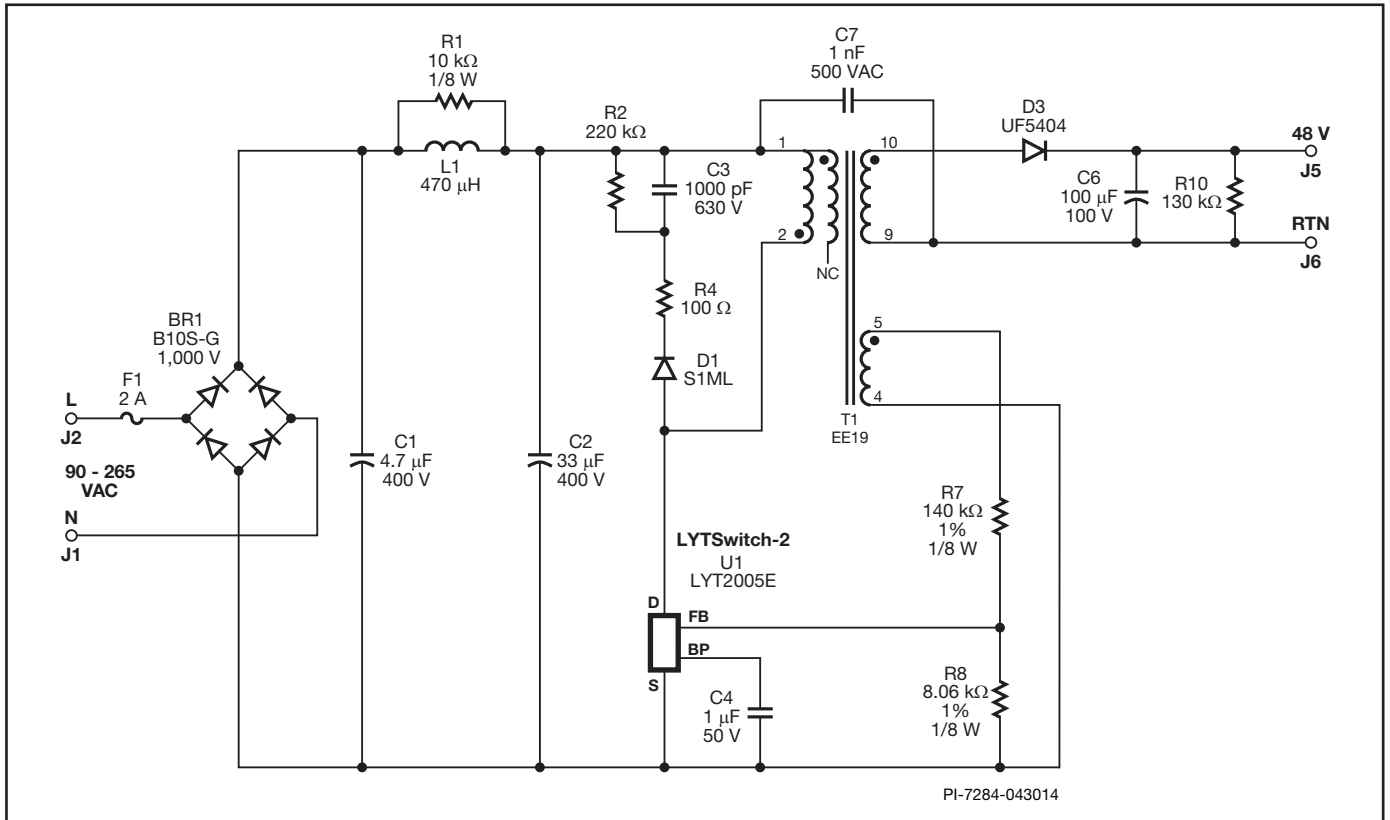 R1
10 kΩ
1/8 W
L1
470 µH
R2
220 kΩ
C3
1000 pF
630 V
C7
1 nF
500 VAC
1
2
NC
10
9
D3
UF5404
C6
100 µF
100 V
R10
130 kΩ
48 V
J5
RTN
J6
R4
100 Ω
D1
S1ML
5
4
T1
EE19
BR1
B10S-G
1,000 V
F1
2 A
L
J2
90 - 265
VAC
N
J1
C1
4.7 µF
400 V
C2
33 µF
400 V
LYTSwitch-2
U1
LYT2005E
D
FB
BP
S
C4
1 µF
50 V
R7
140 kΩ
1%
1/8 W
R8
8.06 kΩ
1%
1/8 W
PI-7284-043014